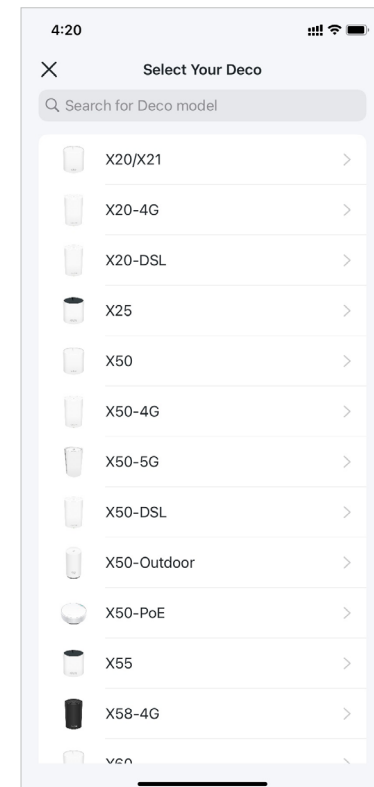 4:20
Select Your Deco
Search for Deco model
X20/X21
X20-4G
X20-DSL
X25
X50
X50-4G
X50-5G
X50-DSL
X50-Outdoor
X50-PoE
X55
X58-4G